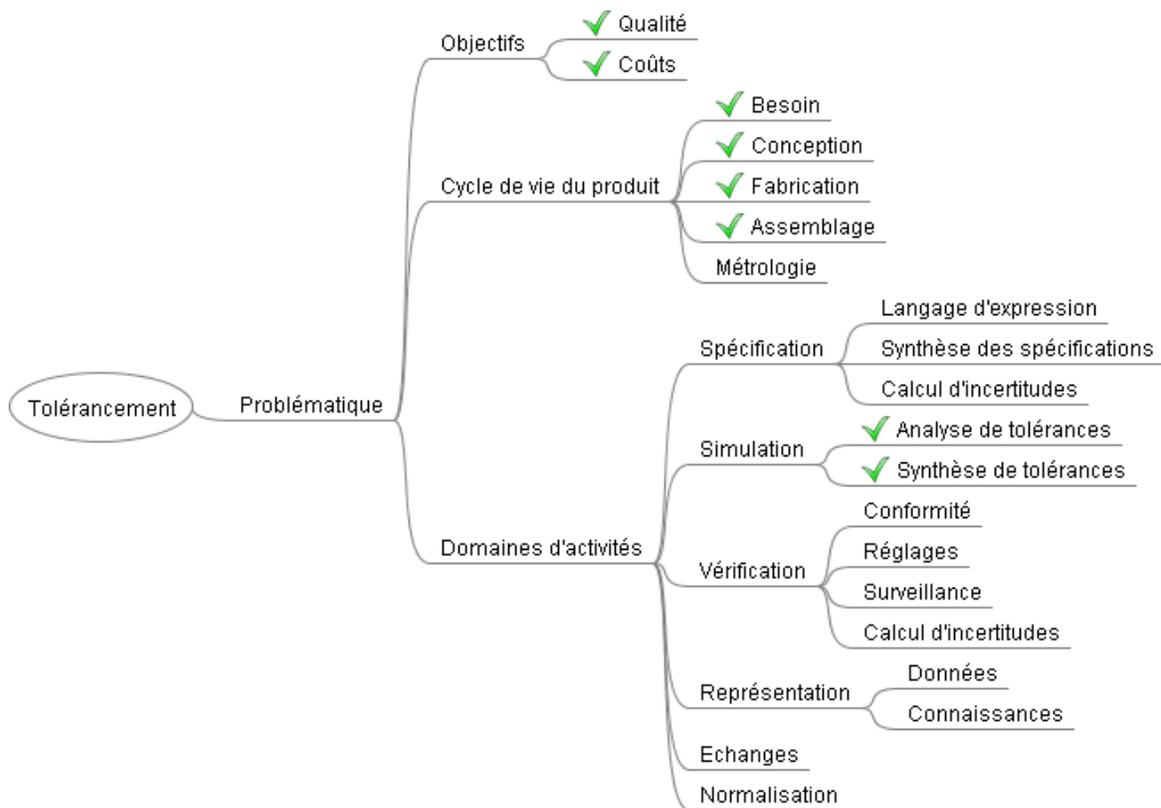 Tolérancement
Problématique
Objectifs
Qualité
Coûts
Cycle de vie du produit
Besoin
Conception
Fabrication
Assemblage
Métrologie
Domaines d'activités
Spécification
Langage d'expression
Synthèse des spécifications
Calcul d'incertitudes
Simulation
Analyse de tolérances
Synthèse de tolérances
Vérification
Conformité
Réglages
Surveillance
Calcul d'incertitudes
Représentation
Données
Connaissances
Echanges
Normalisation